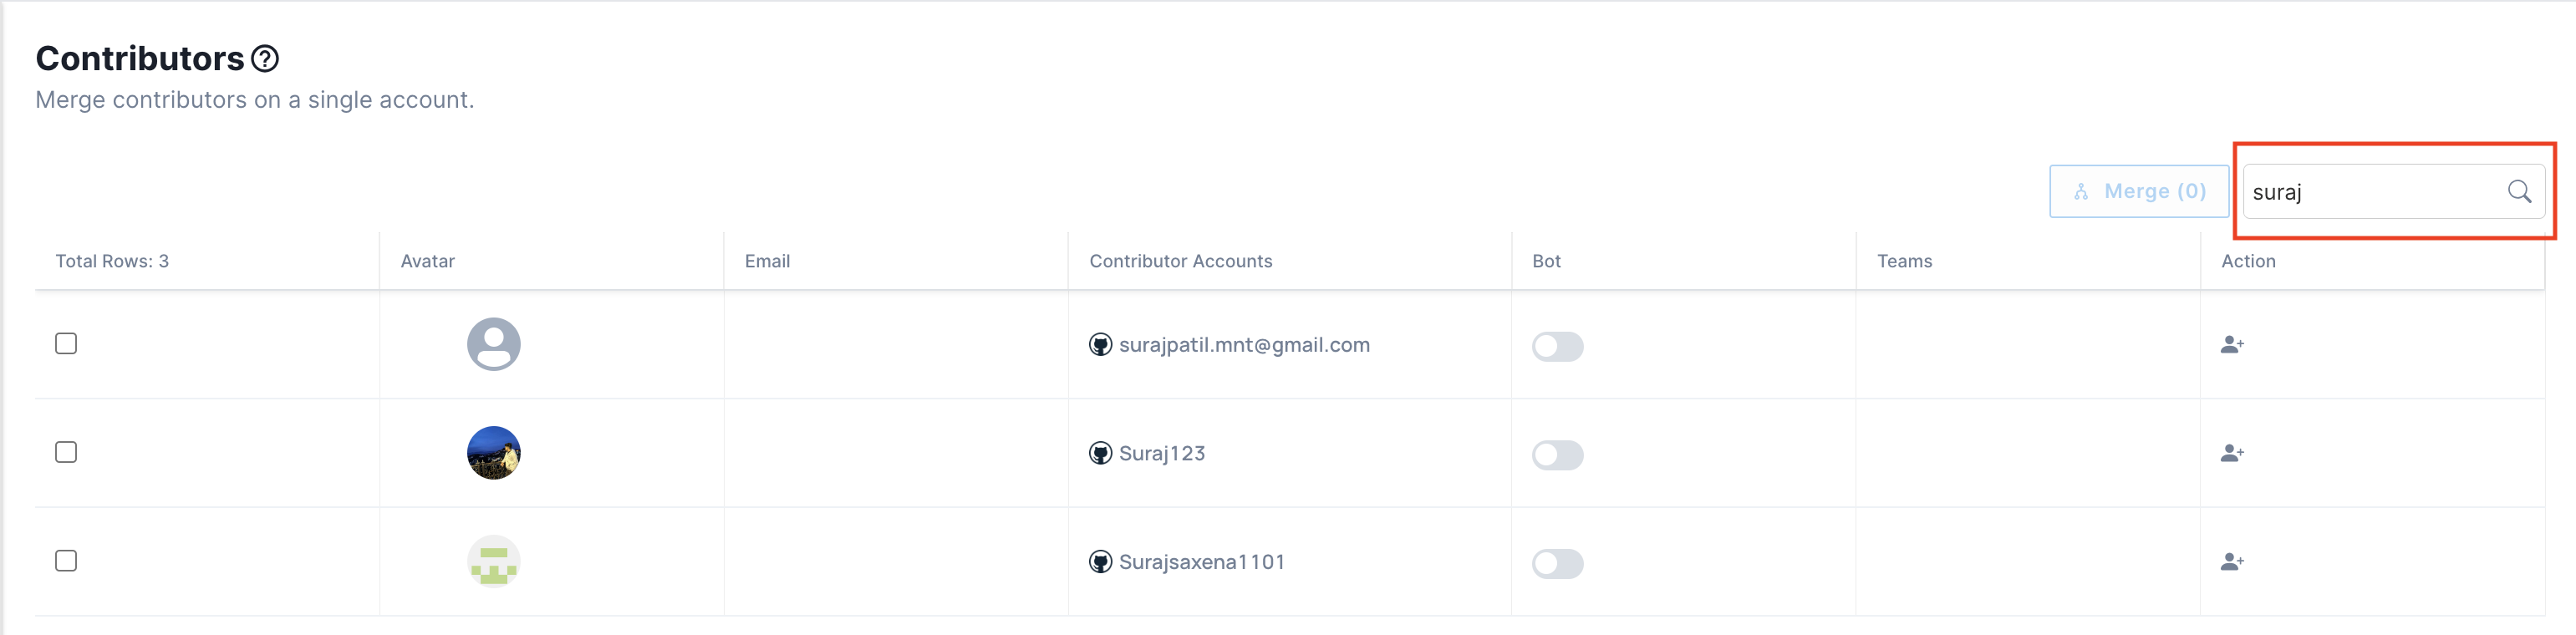 Contributors
Merge contributors on a single account.
Merge (0)
suraj
Total Rows: 3 Avatar Email Contributor Accounts Bot Teams Action
surajpatil.mnt@gmail.com
Suraj123
Surajsaxena1101